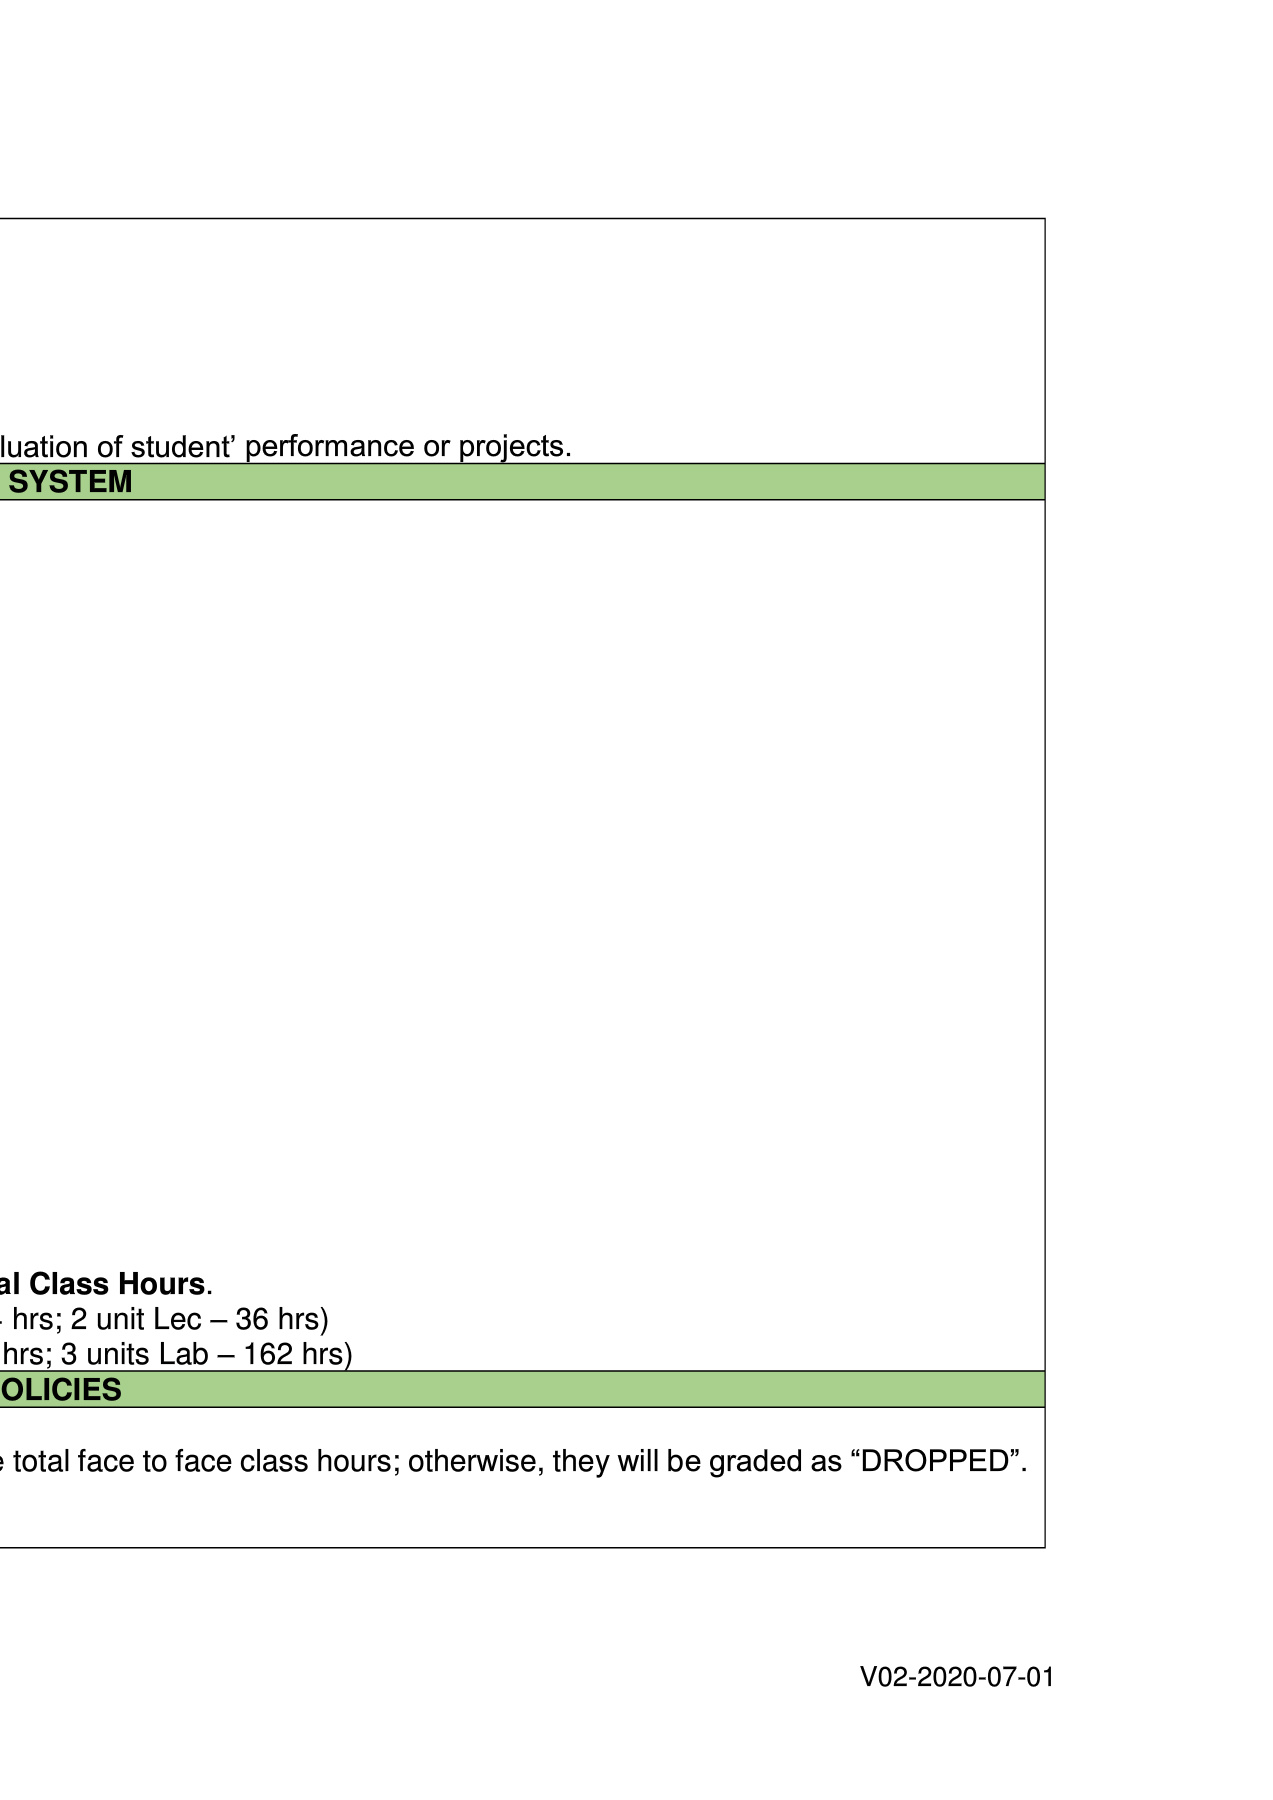 luation of student’ performance or projects.
SYSTEM
al Class Hours.
hrs; 2 unit Lec – 36 hrs)
hrs; 3 units Lab – 162 hrs)
OLICIES
e total face to face class hours; otherwise, they will be graded as “DROPPED”.
V02-2020-07-01